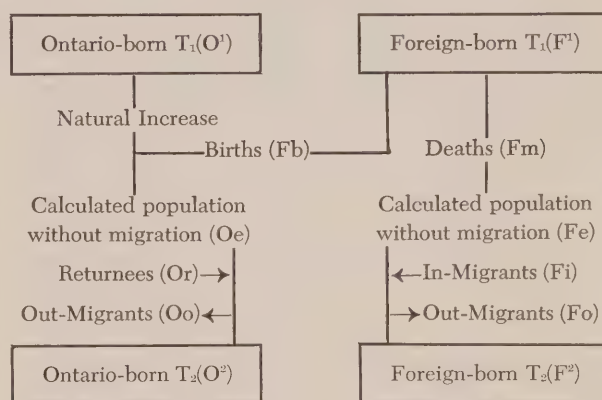 Ontario-born T₁(O¹)
Foreign-born T₁(F¹)
Natural Increase
Births (Fb)
Deaths (Fm)
Calculated population
without migration (Oe)
Calculated population
without migration (Fe)
Returnees (Or)→
←In-Migrants (Fi)
Out-Migrants (Oo)←
→Out-Migrants (Fo)
Ontario-born T₂(O²)
Foreign-born T₂(F²)